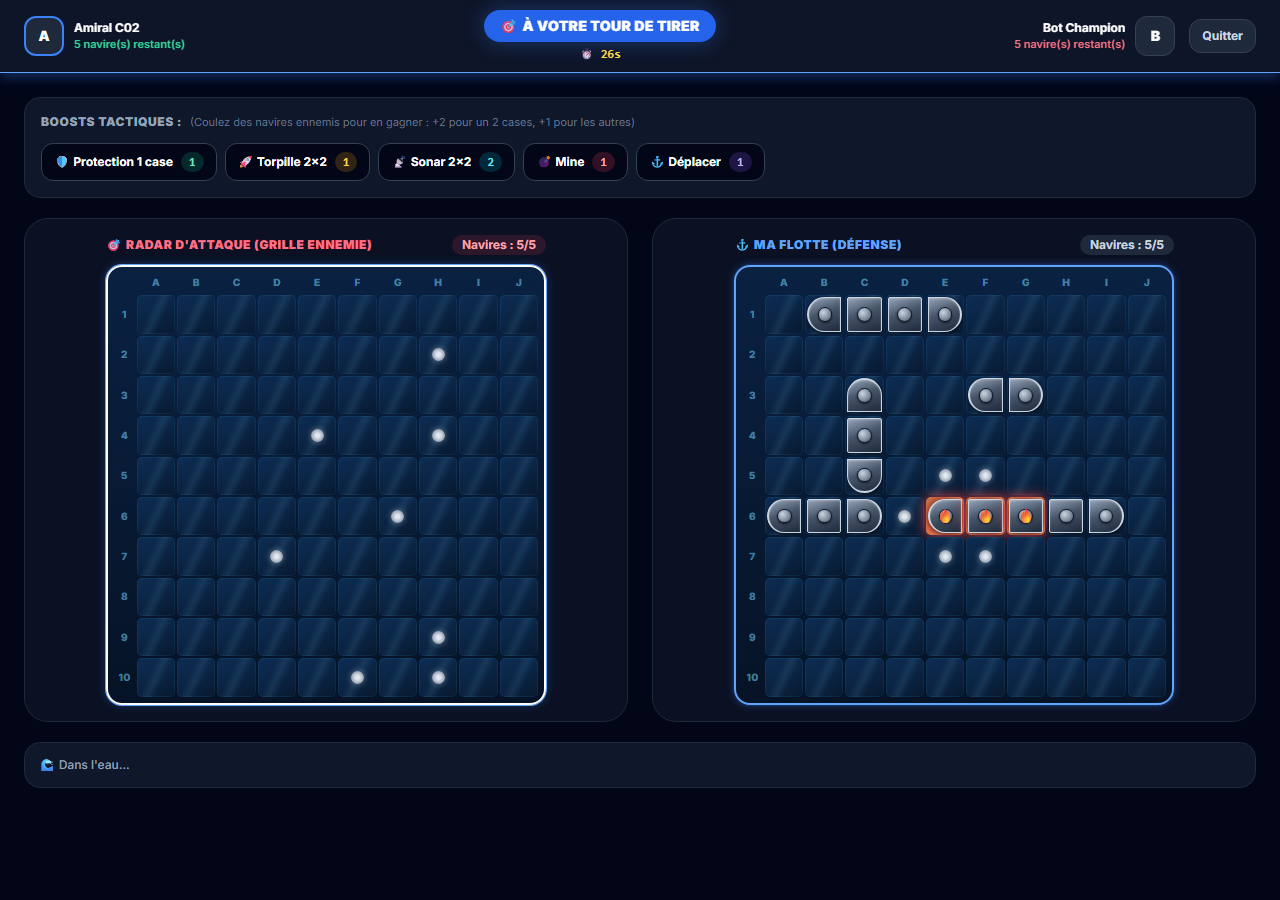 A
Amiral C02
5 navire(s) restant(s)
🎯 À VOTRE TOUR DE TIRER
⏰ 26s
Bot Champion
5 navire(s) restant(s)
B
Quitter
BOOSTS TACTIQUES : (Coulez des navires ennemis pour en gagner : +2 pour un 2 cases, +1 pour les autres)
Protection 1 case 1
Torpille 2×2 1
Sonar 2×2 2
Mine 1
Déplacer 1
RADAR D'ATTAQUE (GRILLE ENNEMIE) Navires : 5/5
A B C D E F G H I J
1
2
3
4
5
6
7
8
9
10
MA FLOTTE (DÉFENSE) Navires : 5/5
A B C D E F G H I J
1
2
3
4
5
6
7
8
9
10
Dans l'eau...